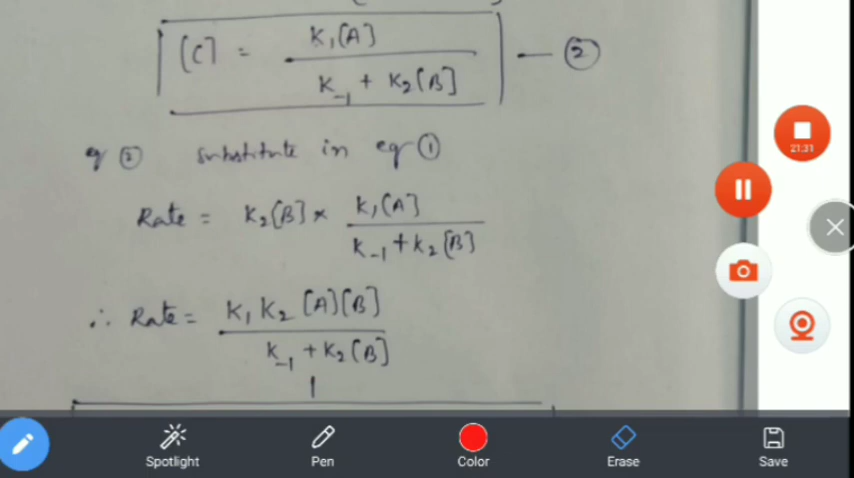 [C] = K₁[A] / K₋₁ + K₂[B] — ②
eq ② substitute in eq ①
Rate = K₂[B] × K₁[A] / K₋₁ + K₂[B]
∴ Rate = K₁ K₂ [A][B] / K₋₁ + K₂[B]
21:31
Spotlight Pen Color Erase Save